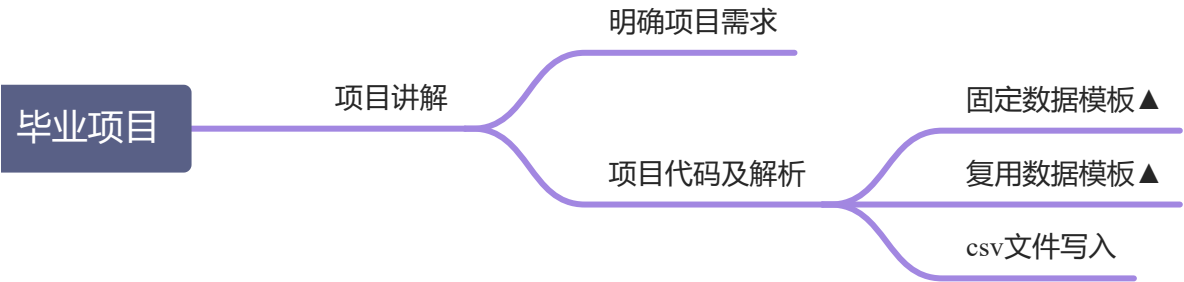 毕业项目
项目讲解
明确项目需求
项目代码及解析
固定数据模板▲
复用数据模板▲
csv文件写入